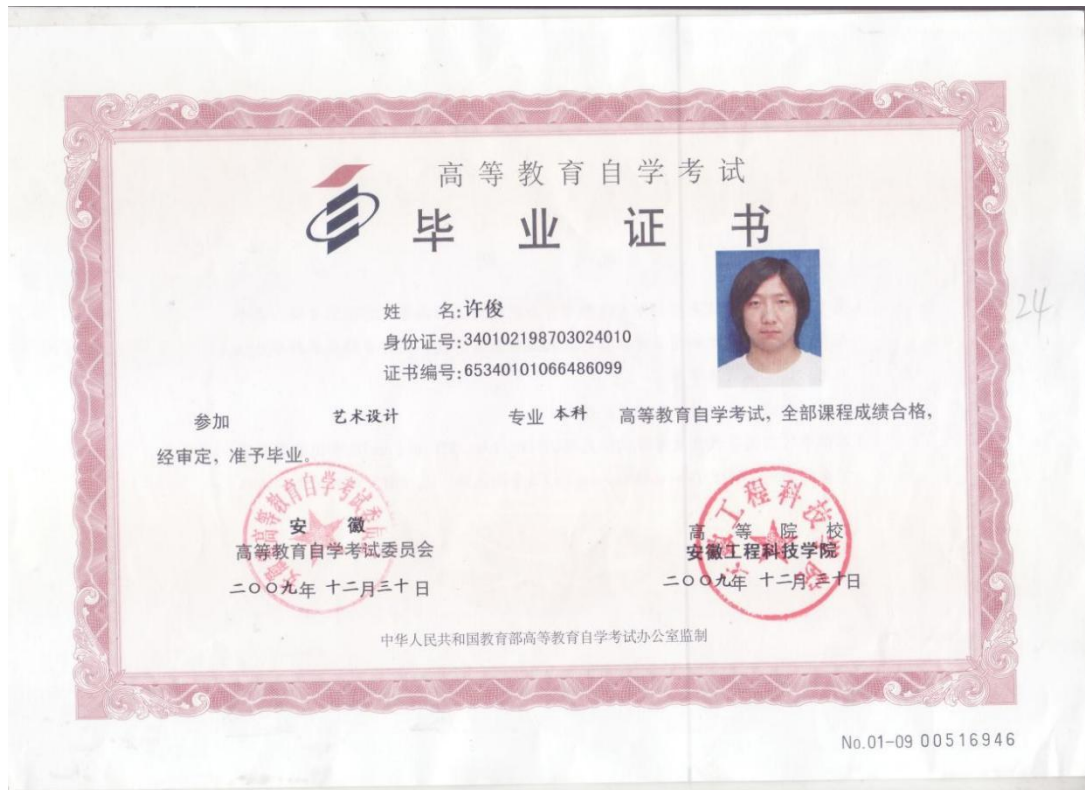 高等教育自学考试
毕业证书
姓 名:许俊
身份证号:340102198703024010
证书编号:65340101066486099
24
参加 艺术设计 专业 本科 高等教育自学考试，全部课程成绩合格，
经审定，准予毕业。
安 徽
高等教育自学考试委员会
二〇〇九年 十二月三十日
高 等 院 校
安徽工程科技学院
二〇〇九年 十二月三十日
中华人民共和国教育部高等教育自学考试办公室监制
No.01-09 00516946